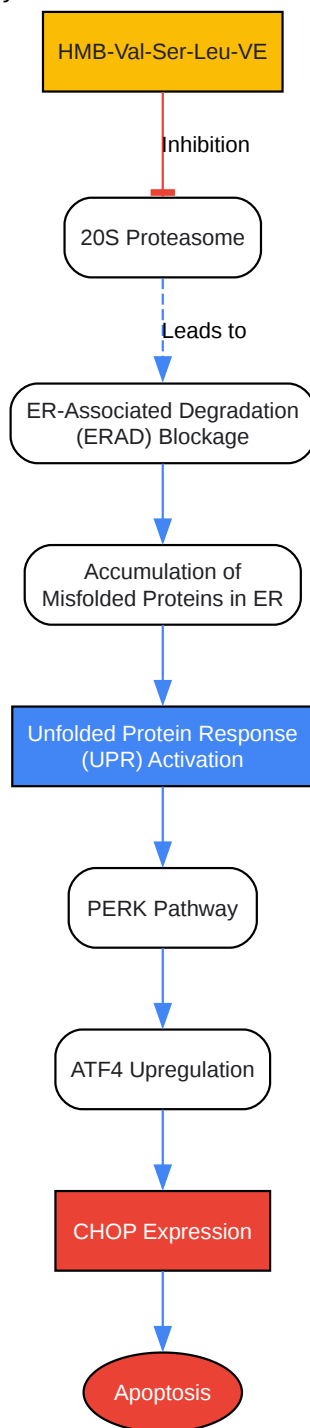 HMB-Val-Ser-Leu-VE
Inhibition
20S Proteasome
Leads to
ER-Associated Degradation
(ERAD) Blockage
Accumulation of
Misfolded Proteins in ER
Unfolded Protein Response
(UPR) Activation
PERK Pathway
ATF4 Upregulation
CHOP Expression
Apoptosis